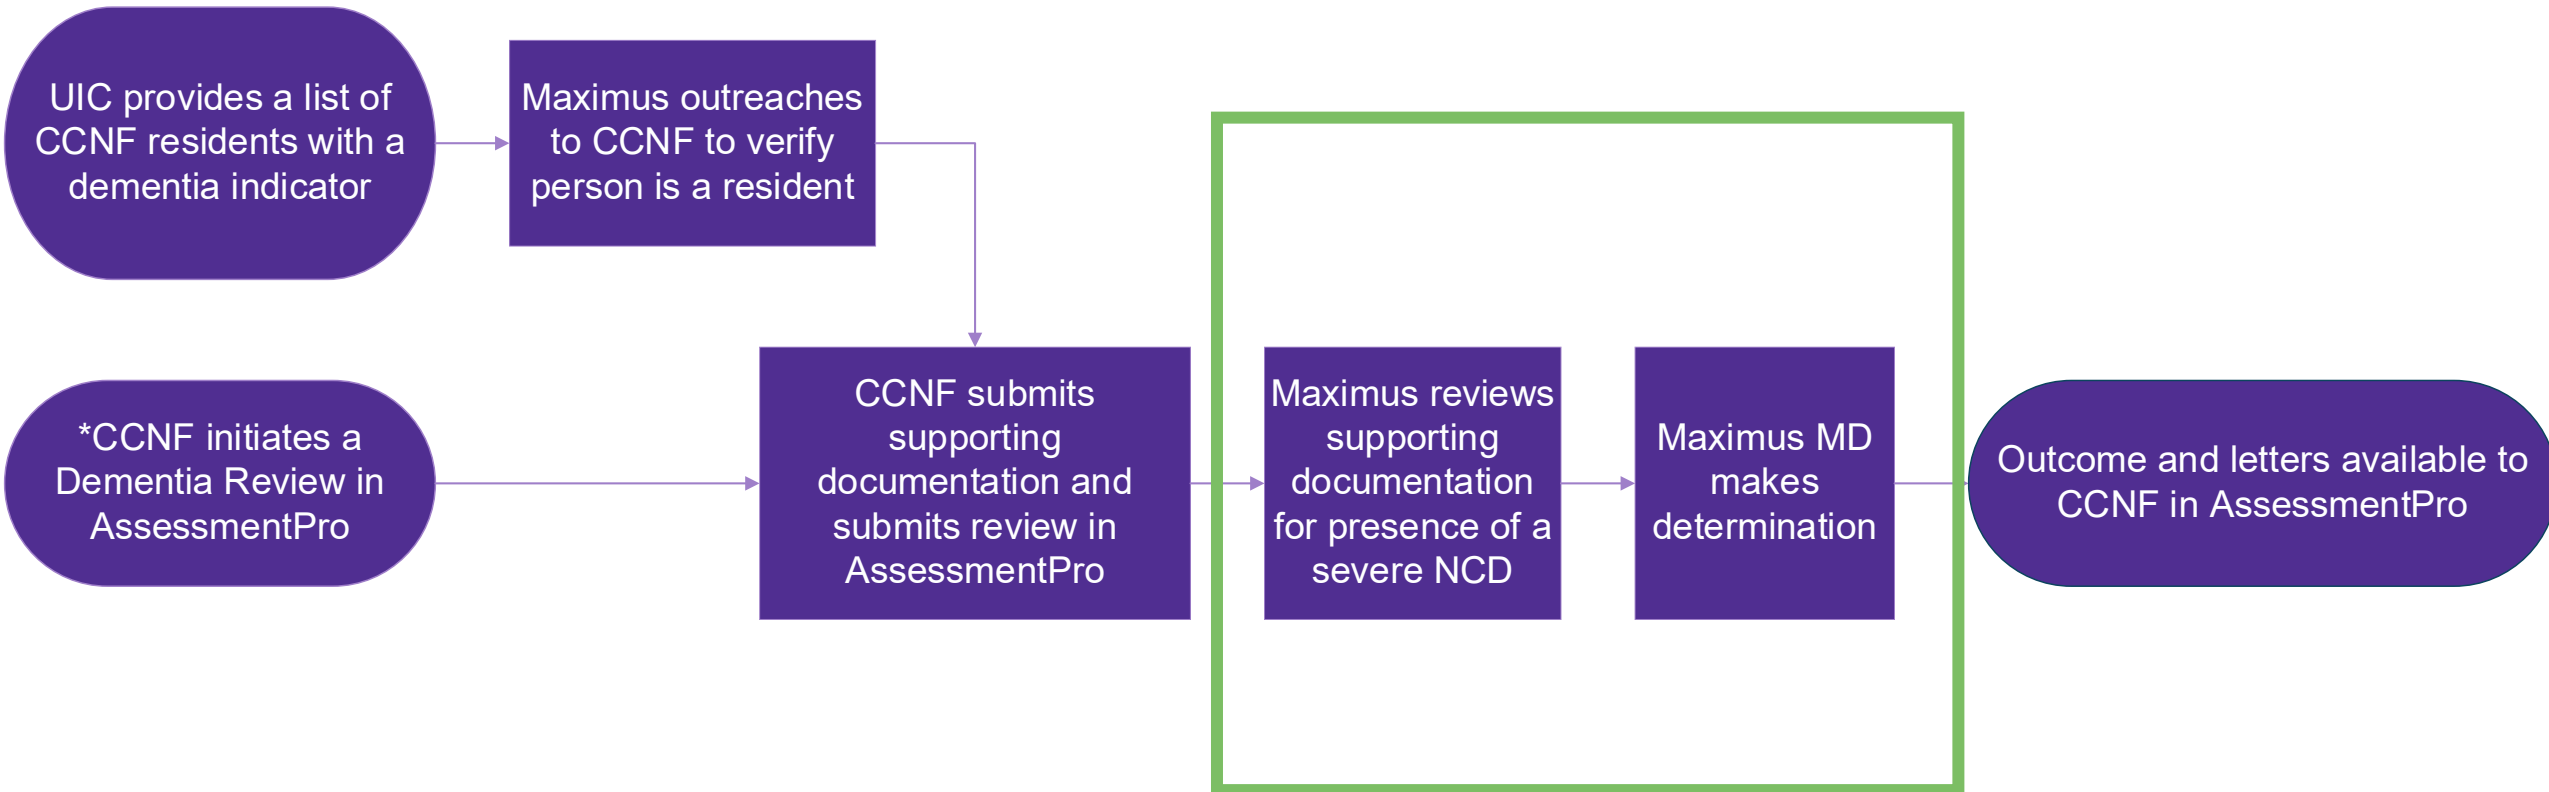 UIC provides a list of
CCNF residents with a
dementia indicator
Maximus outreaches
to CCNF to verify
person is a resident
*CCNF initiates a
Dementia Review in
AssessmentPro
CCNF submits
supporting
documentation and
submits review in
AssessmentPro
Maximus reviews
supporting
documentation
for presence of a
severe NCD
Maximus MD
makes
determination
Outcome and letters available to
CCNF in AssessmentPro